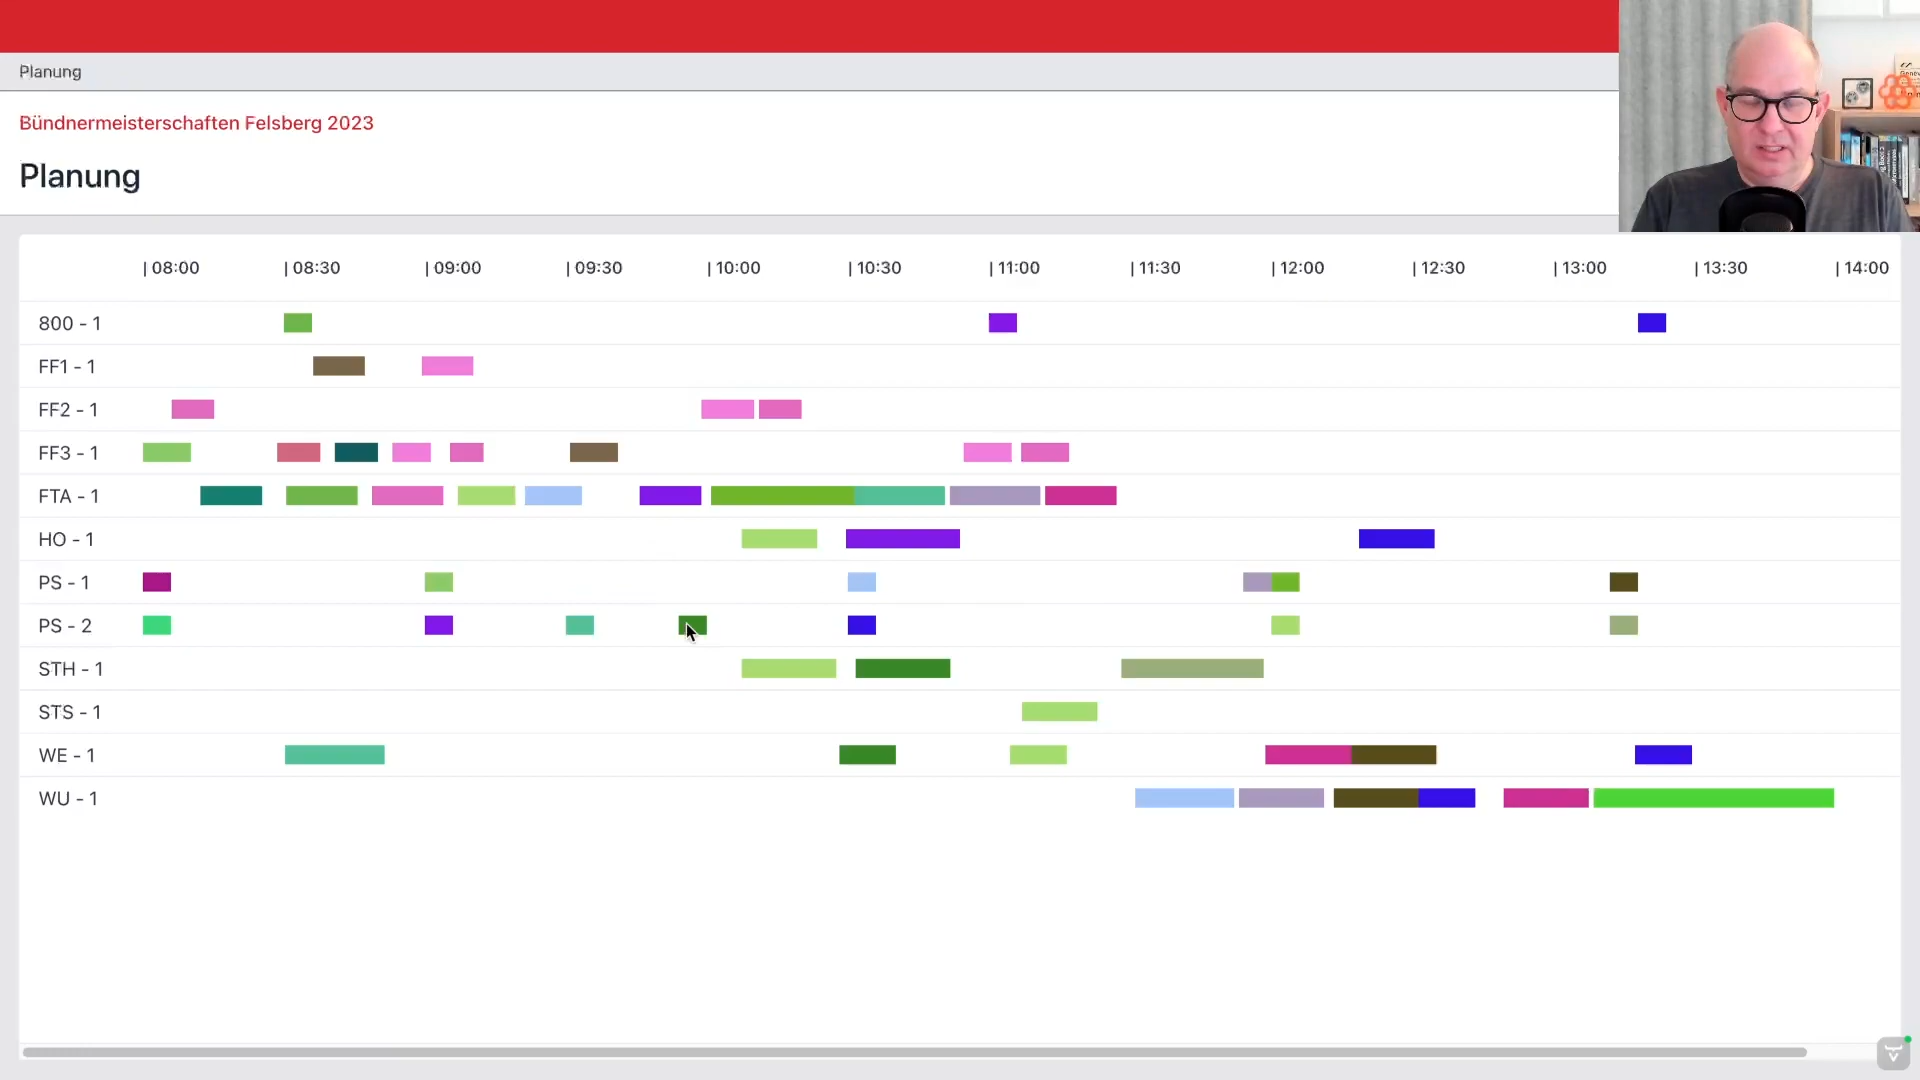 Planung
Bündnermeisterschaften Felsberg 2023
Planung
| 08:00 | 08:30 | 09:00 | 09:30 | 10:00 | 10:30 | 11:00 | 11:30 | 12:00 | 12:30 | 13:00 | 13:30 | 14:00
800 - 1
FF1 - 1
FF2 - 1
FF3 - 1
FTA - 1
HO - 1
PS - 1
PS - 2
STH - 1
STS - 1
WE - 1
WU - 1